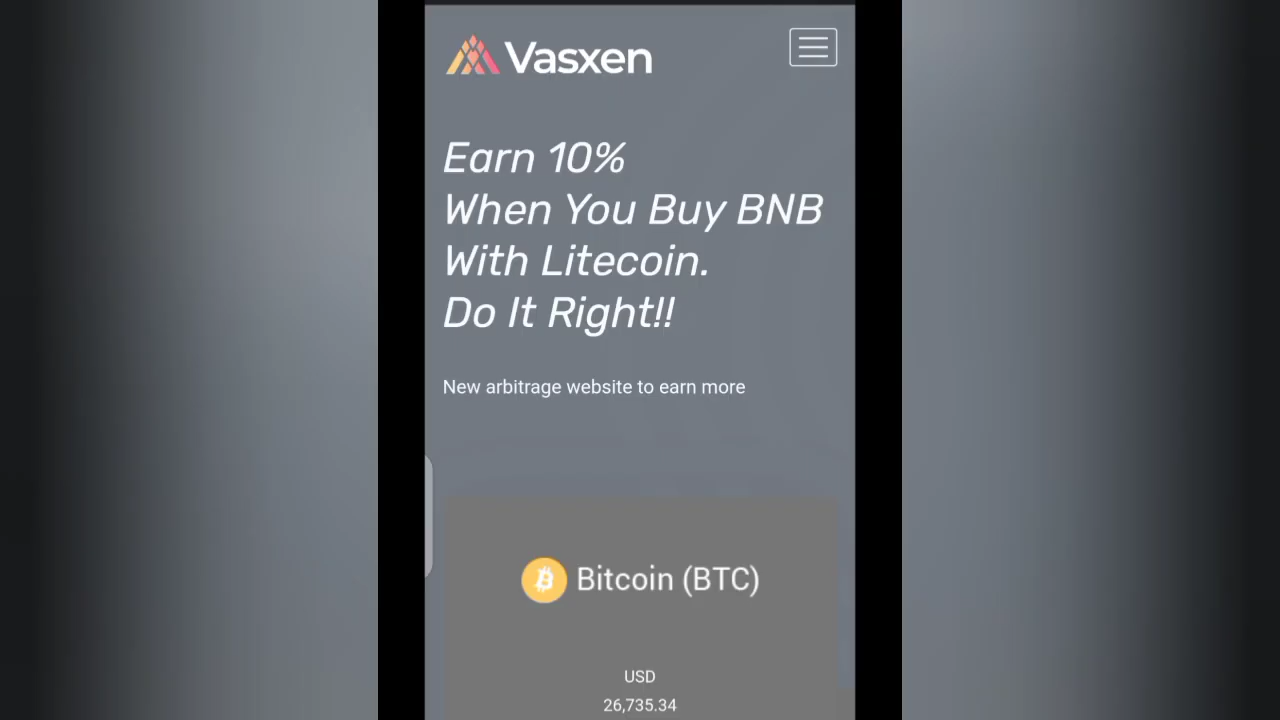 Vasxen
Earn 10%
When You Buy BNB
With Litecoin.
Do It Right!!
New arbitrage website to earn more
Bitcoin (BTC)
USD
26,735.34